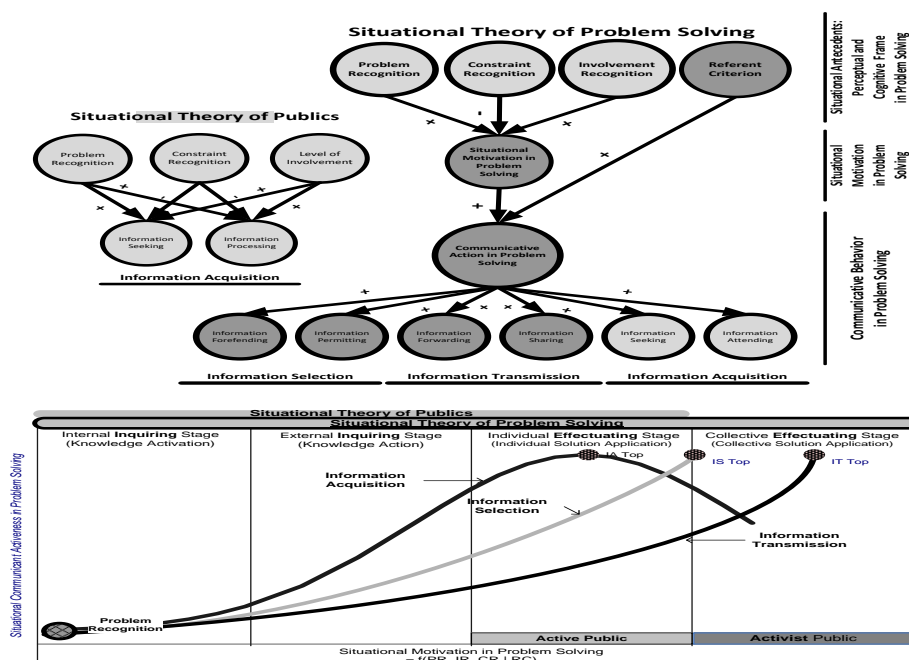 Situational Theory of Problem Solving
Problem
Recognition
Constraint
Recognition
Involvement
Recognition
Referent
Criterion
Situational Antecedents:
Perceptual and
Cognitive Frame
in Problem Solving
Situational Theory of Publics
Problem
Recognition
Constraint
Recognition
Level of
Involvement
+
-
+
Situational
Motivation in
Problem
Solving
+
Situational
Motivation
in Problem
Solving
Information
Seeking
Information
Processing
Information Acquisition
+
Communicative
Action in Problem
Solving
Communicative Behavior
in Problem Solving
+
+
+
+
+
+
Information
Forefending
Information
Permitting
Information
Forwarding
Information
Sharing
Information
Seeking
Information
Attending
Information Selection
Information Transmission
Information Acquisition
Situational Theory of Publics
Situational Theory of Problem Solving
Internal Inquiring Stage
(Knowledge Activation)
External Inquiring Stage
(Knowledge Action)
Individual Effectuating Stage
(Individual Solution Application)
Collective Effectuating Stage
(Collective Solution Application)
IA Top
IS Top
IT Top
Information
Acquisition
Information
Selection
Information
Transmission
Situational Communicant Activeness in Problem Solving
Problem
Recognition
Active Public
Activist Public
Situational Motivation in Problem Solving
= f(PR, IR, CR | RC)